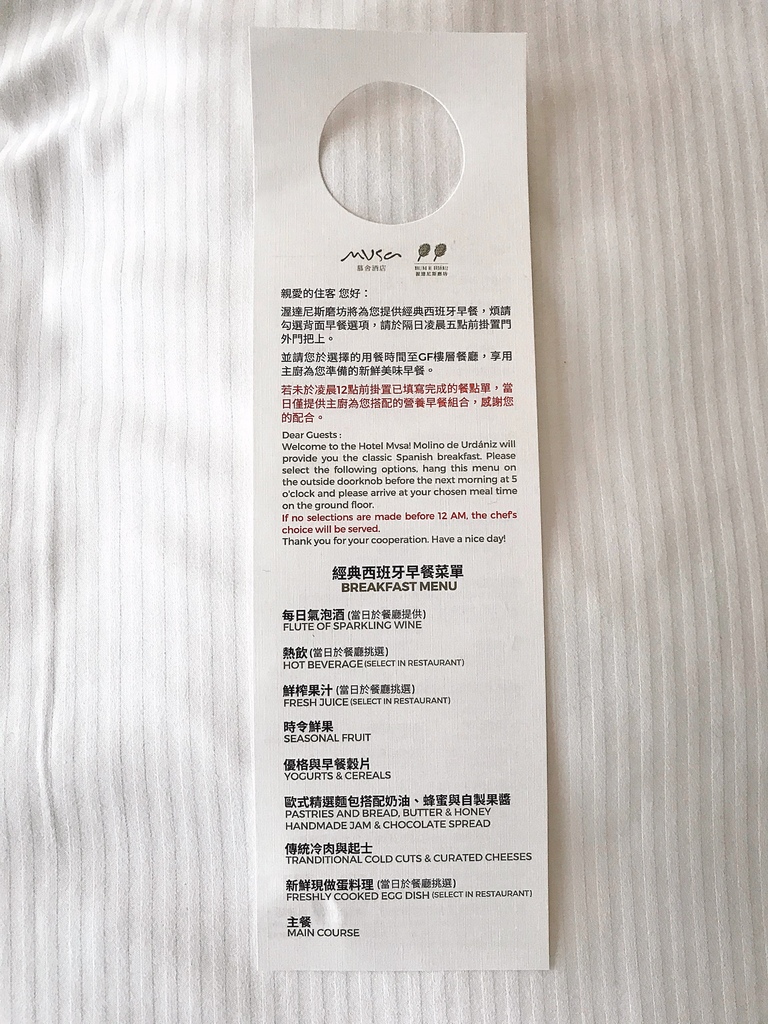 mvsa
慕舍酒店
MOLINO DE URDÁNIZ
渥達尼斯磨坊
親愛的住客 您好：
渥達尼斯磨坊將為您提供經典西班牙早餐，煩請
勾選背面早餐選項，請於隔日凌晨五點前掛置門
外門把上。
並請您於選擇的用餐時間至GF樓層餐廳，享用
主廚為您準備的新鮮美味早餐。
若未於凌晨12點前掛置已填寫完成的餐點單，當
日僅提供主廚為您搭配的營養早餐組合，感謝您
的配合。
Dear Guests :
Welcome to the Hotel Mvsa! Molino de Urdániz will
provide you the classic Spanish breakfast. Please
select the following options, hang this menu on
the outside doorknob before the next morning at 5
o'clock and please arrive at your chosen meal time
on the ground floor.
If no selections are made before 12 AM, the chef's
choice will be served.
Thank you for your cooperation. Have a nice day!
經典西班牙早餐菜單
BREAKFAST MENU
每日氣泡酒 (當日於餐廳提供)
FLUTE OF SPARKLING WINE
熱飲 (當日於餐廳挑選)
HOT BEVERAGE (SELECT IN RESTAURANT)
鮮榨果汁 (當日於餐廳挑選)
FRESH JUICE (SELECT IN RESTAURANT)
時令鮮果
SEASONAL FRUIT
優格與早餐穀片
YOGURTS & CEREALS
歐式精選麵包搭配奶油、蜂蜜與自製果醬
PASTRIES AND BREAD, BUTTER & HONEY
HANDMADE JAM & CHOCOLATE SPREAD
傳統冷肉與起士
TRANDITIONAL COLD CUTS & CURATED CHEESES
新鮮現做蛋料理 (當日於餐廳挑選)
FRESHLY COOKED EGG DISH (SELECT IN RESTAURANT)
主餐
MAIN COURSE